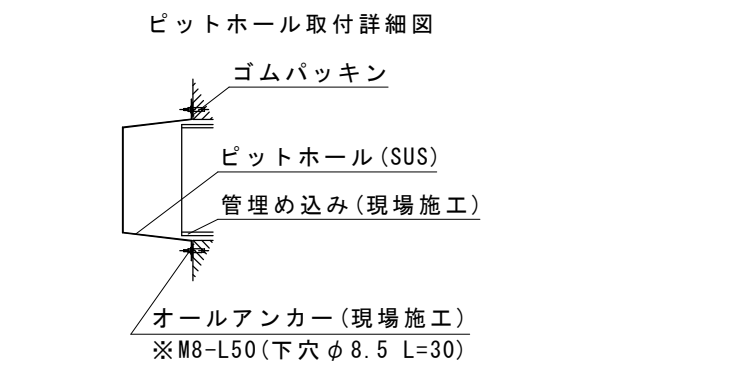 ピットホール取付詳細図
ゴムパッキン
ピットホール(SUS)
管埋め込み(現場施工)
オールアンカー(現場施工)
※M8-L50(下穴φ8.5 L=30)